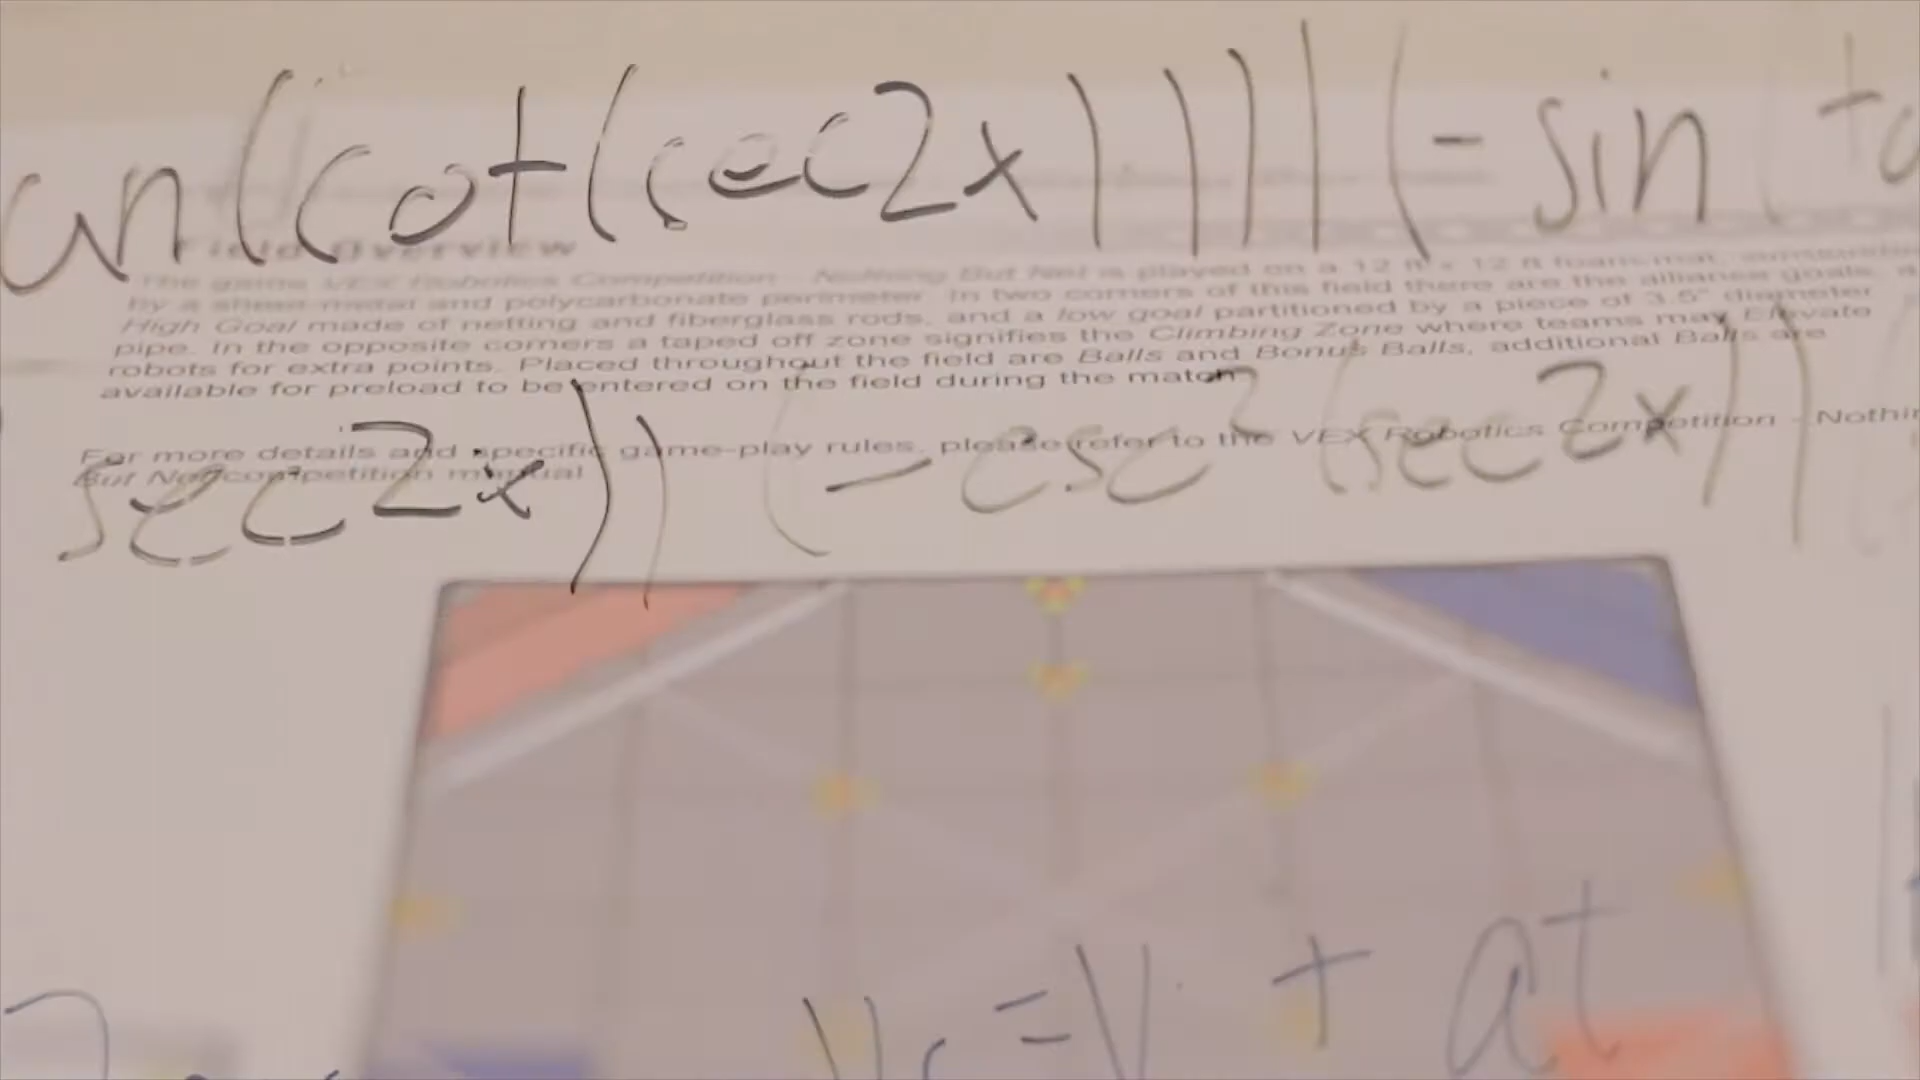 an(cot(sec2x))))(-sin(ta
Field Overview
The game VEX Robotics Competition - Nothing But Net is played on a 12 ft x 12 ft foam-mat, surrounded
by a sheet-metal and polycarbonate perimeter. In two corners of this field there are the alliance goals, a
High Goal made of netting and fiberglass rods, and a low goal partitioned by a piece of 3.5" diameter
pipe. In the opposite corners a taped off zone signifies the Climbing Zone where teams may Elevate
robots for extra points. Placed throughout the field are Balls and Bonus Balls, additional Balls are
available for preload to be entered on the field during the match
For more details and specific game-play rules, please refer to the VEX Robotics Competition - Nothin
But Net competition manual
sec2x)) (-csc²(sec2x))
= V + at